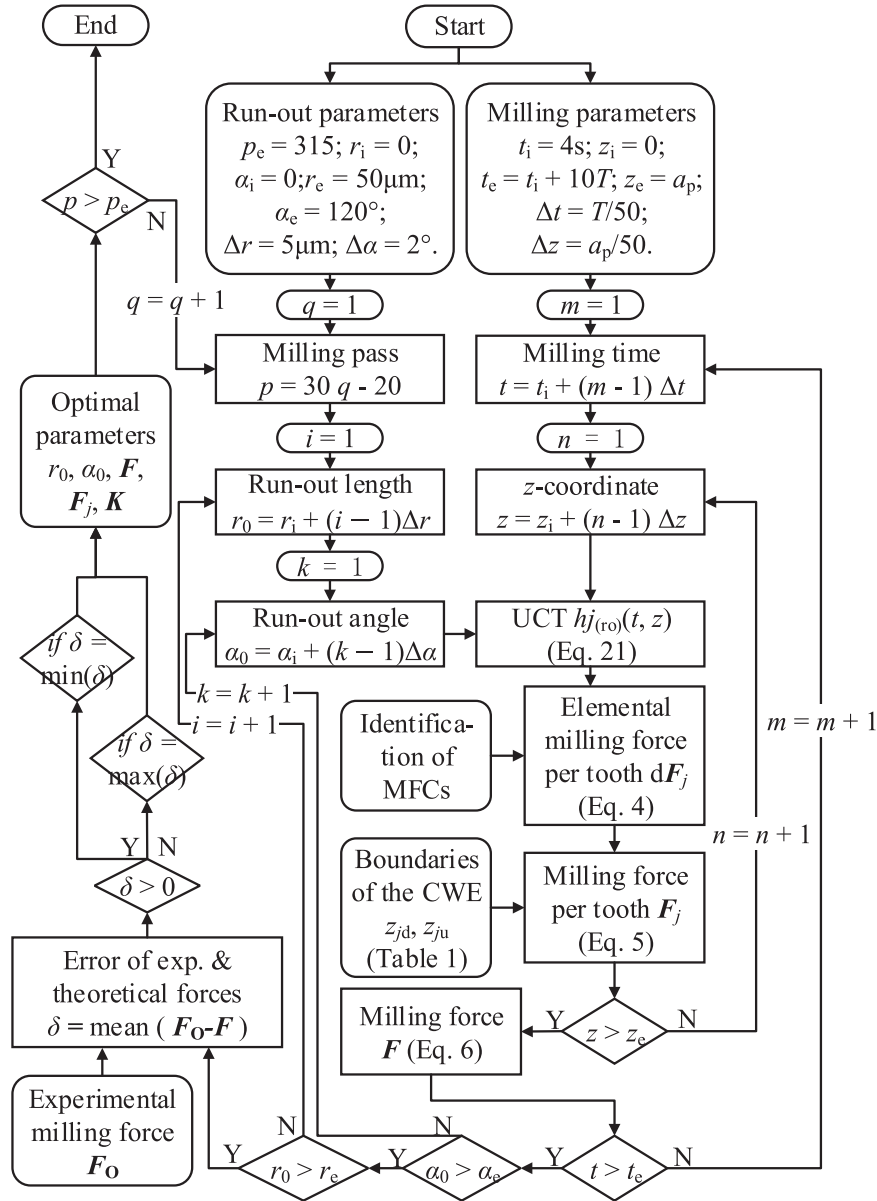 End
Start
Run-out parameters
pe = 315; ri = 0;
αi = 0;re = 50μm;
αe = 120°;
Δr = 5μm; Δα = 2°.
Milling parameters
ti = 4s; zi = 0;
te = ti + 10T; ze = ap;
Δt = T/50;
Δz = ap/50.
Y
p > pe
N
q = q + 1
q = 1
m = 1
Milling pass
p = 30 q - 20
Milling time
t = ti + (m - 1) Δt
i = 1
n = 1
Optimal
parameters
r0, α0, F,
Fj, K
Run-out length
r0 = ri + (i − 1)Δr
z-coordinate
z = zi + (n - 1) Δz
k = 1
Run-out angle
α0 = αi + (k − 1)Δα
UCT hj(ro)(t, z)
(Eq. 21)
if δ =
min(δ)
k = k + 1
i = i + 1
if δ =
max(δ)
Identifica-
tion of
MFCs
Elemental
milling force
per tooth dFj
(Eq. 4)
m = m + 1
n = n + 1
Y
N
δ > 0
Boundaries
of the CWE
zjd, zju
(Table 1)
Milling force
per tooth Fj
(Eq. 5)
Error of exp. &
theoretical forces
δ = mean ( FO-F )
Milling force
F (Eq. 6)
Y
z > ze
N
Experimental
milling force
FO
Y
N
r0 > re
Y
N
α0 > αe
Y
t > te
N